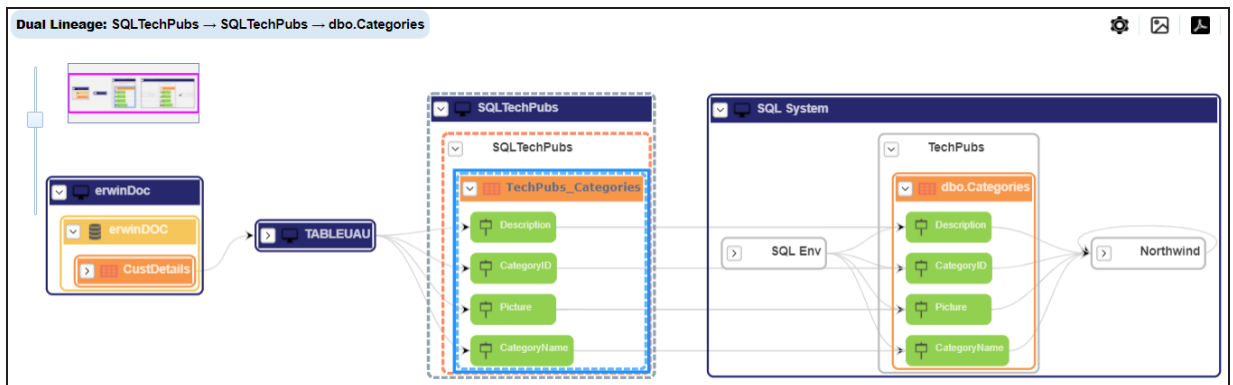 Dual Lineage: SQLTechPubs → SQLTechPubs → dbo.Categories
erwinDoc
erwinDOC
CustDetails
TABLEUAU
SQLTechPubs
SQLTechPubs
TechPubs_Categories
Description
CategoryID
Picture
CategoryName
SQL System
SQL Env
TechPubs
dbo.Categories
Description
CategoryID
Picture
CategoryName
Northwind